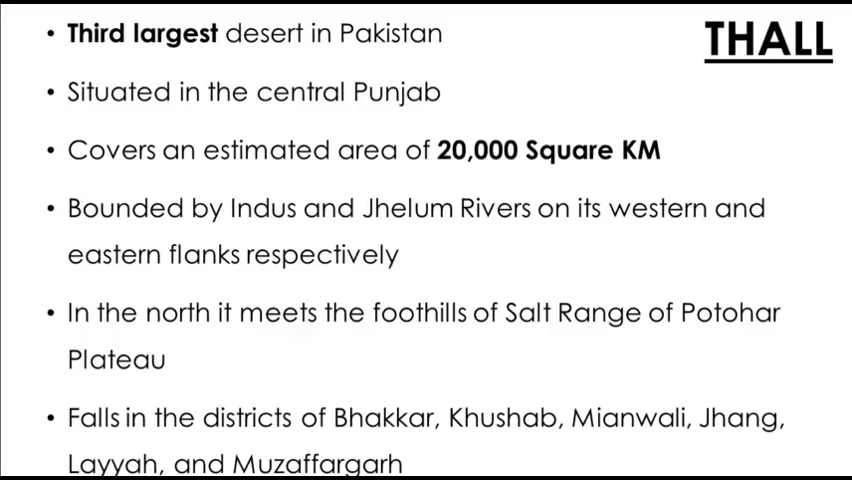 THALL
• Third largest desert in Pakistan
• Situated in the central Punjab
• Covers an estimated area of 20,000 Square KM
• Bounded by Indus and Jhelum Rivers on its western and
eastern flanks respectively
• In the north it meets the foothills of Salt Range of Potohar
Plateau
• Falls in the districts of Bhakkar, Khushab, Mianwali, Jhang,
Layyah, and Muzaffargarh